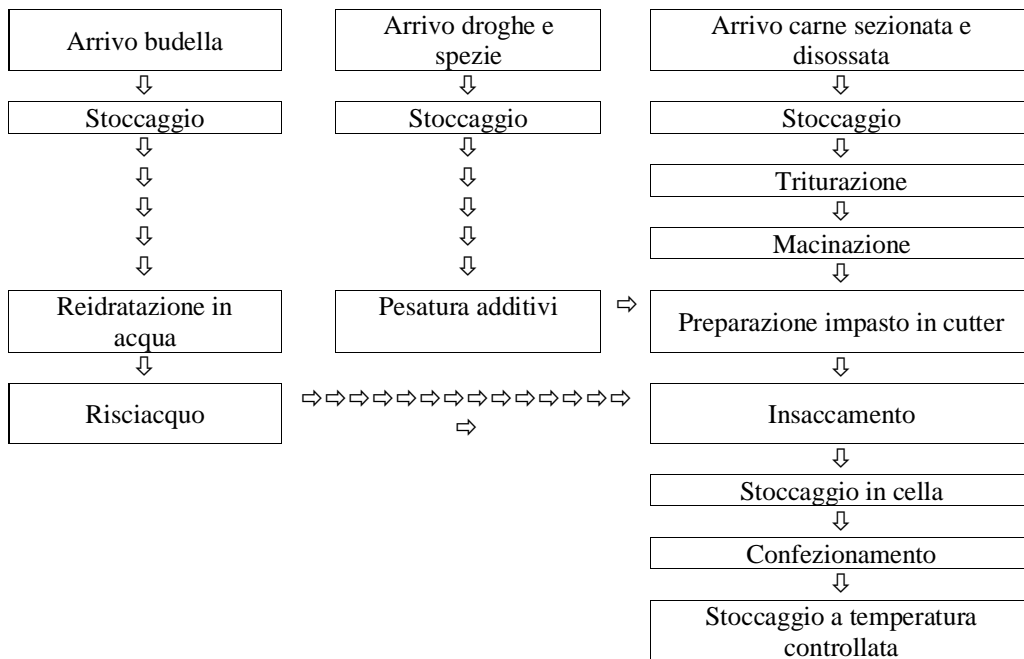 Arrivo budella
Arrivo droghe e
spezie
Arrivo carne sezionata e
disossata
⇩
⇩
⇩
Stoccaggio
Stoccaggio
Stoccaggio
⇩
⇩
⇩
⇩
⇩
Triturazione
⇩
⇩
⇩
⇩
⇩
Macinazione
⇩
⇩
⇩
Reidratazione in
acqua
Pesatura additivi
⇨
Preparazione impasto in cutter
⇩
⇩
Risciacquo
⇨⇨⇨⇨⇨⇨⇨⇨⇨⇨⇨⇨⇨⇨
⇨
Insaccamento
⇩
Stoccaggio in cella
⇩
Confezionamento
⇩
Stoccaggio a temperatura
controllata